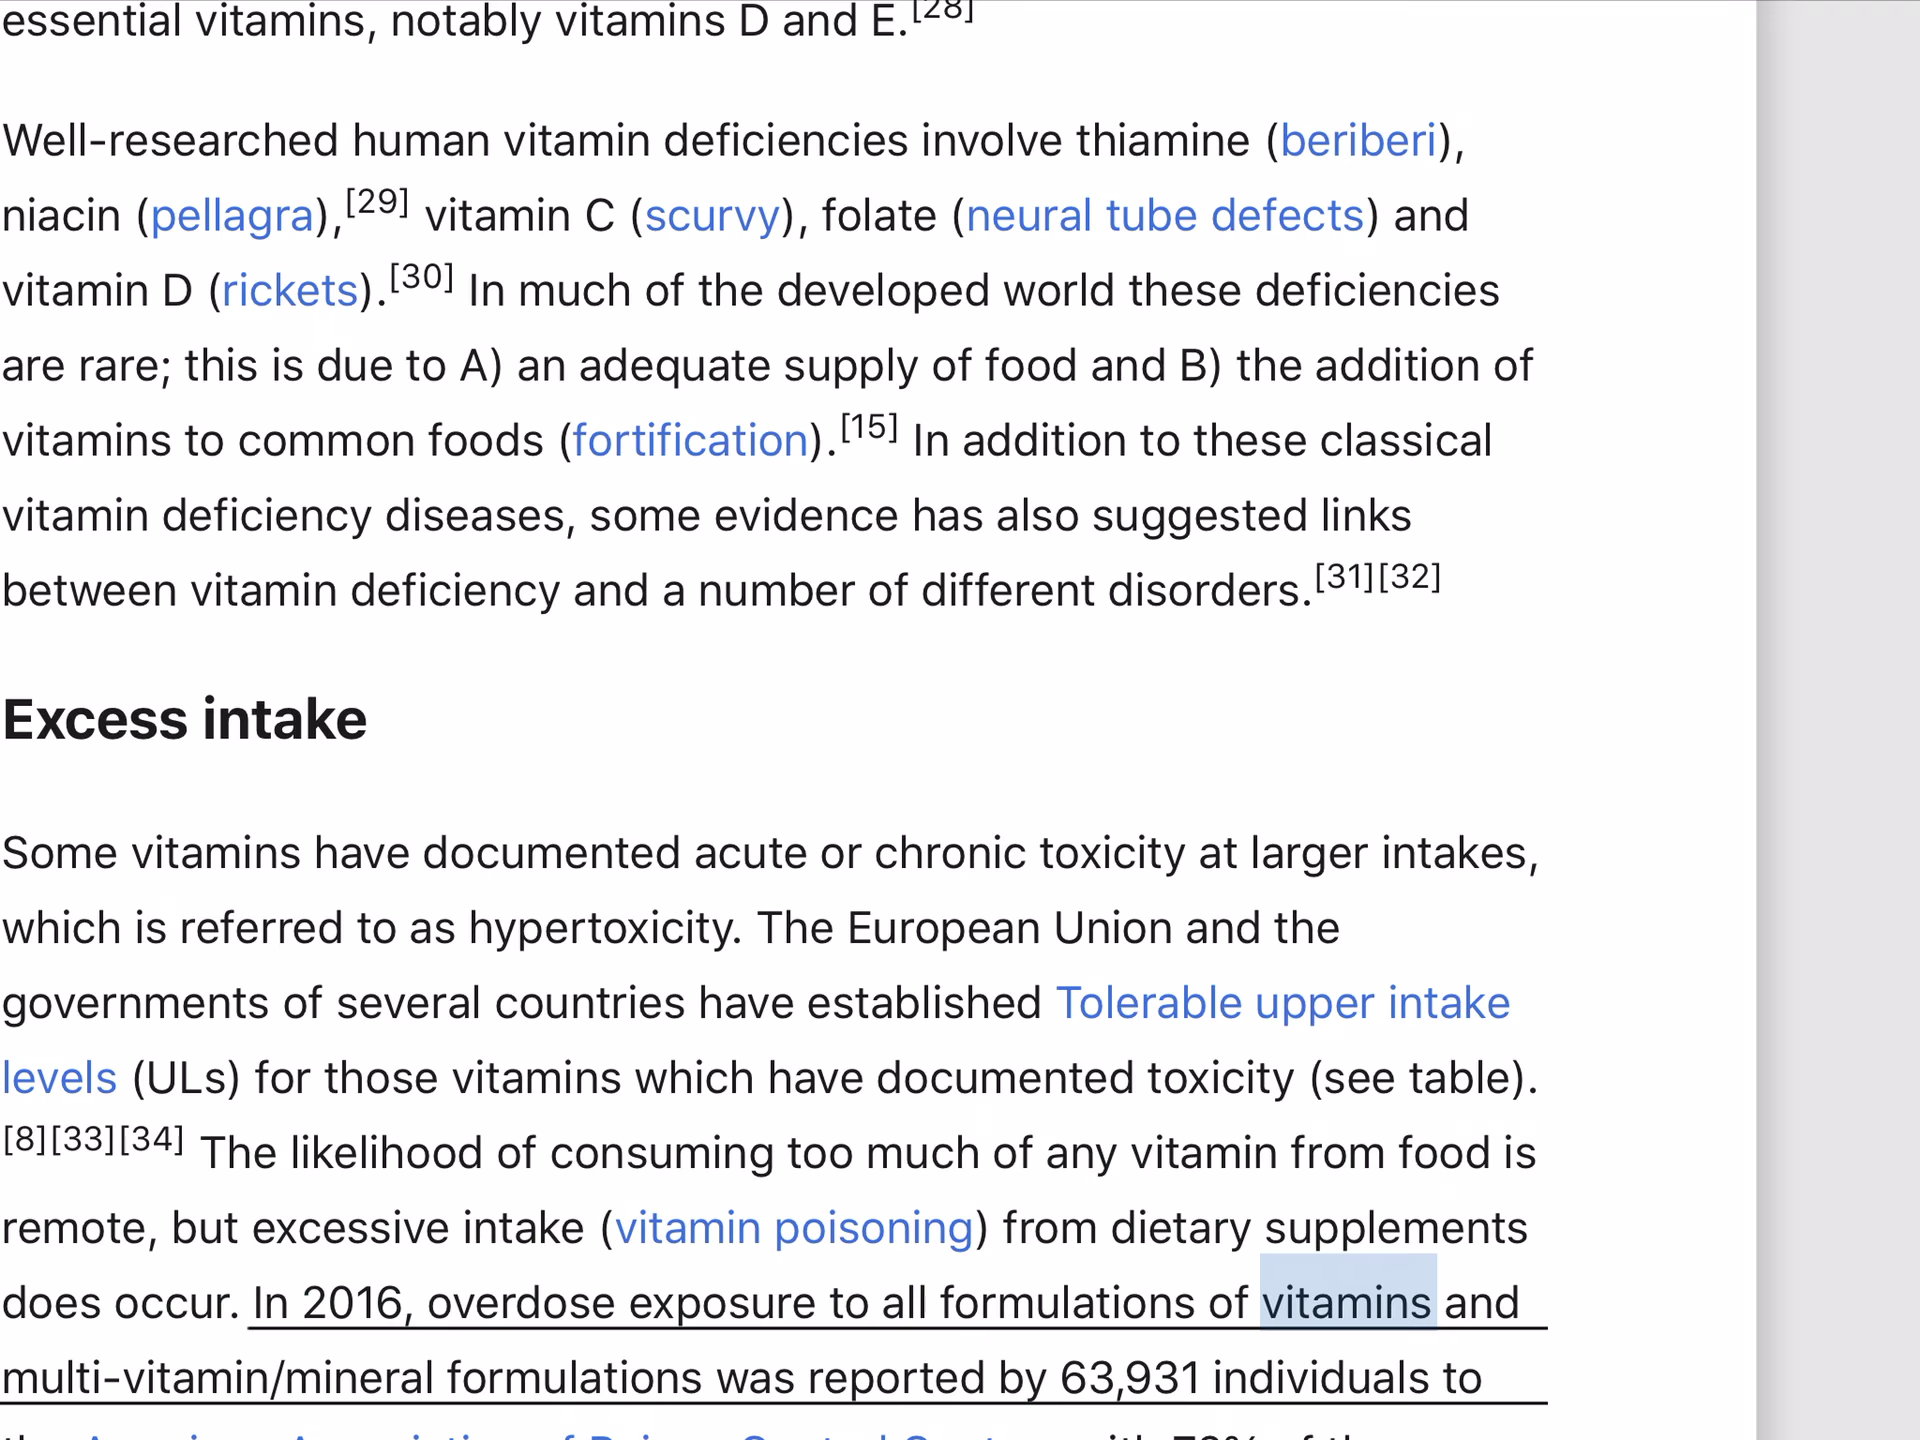 essential vitamins, notably vitamins D and E.[28]
Well-researched human vitamin deficiencies involve thiamine (beriberi),
niacin (pellagra),[29] vitamin C (scurvy), folate (neural tube defects) and
vitamin D (rickets).[30] In much of the developed world these deficiencies
are rare; this is due to A) an adequate supply of food and B) the addition of
vitamins to common foods (fortification).[15] In addition to these classical
vitamin deficiency diseases, some evidence has also suggested links
between vitamin deficiency and a number of different disorders.[31][32]
Excess intake
Some vitamins have documented acute or chronic toxicity at larger intakes,
which is referred to as hypertoxicity. The European Union and the
governments of several countries have established Tolerable upper intake
levels (ULs) for those vitamins which have documented toxicity (see table).
[8][33][34] The likelihood of consuming too much of any vitamin from food is
remote, but excessive intake (vitamin poisoning) from dietary supplements
does occur. In 2016, overdose exposure to all formulations of vitamins and
multi-vitamin/mineral formulations was reported by 63,931 individuals to